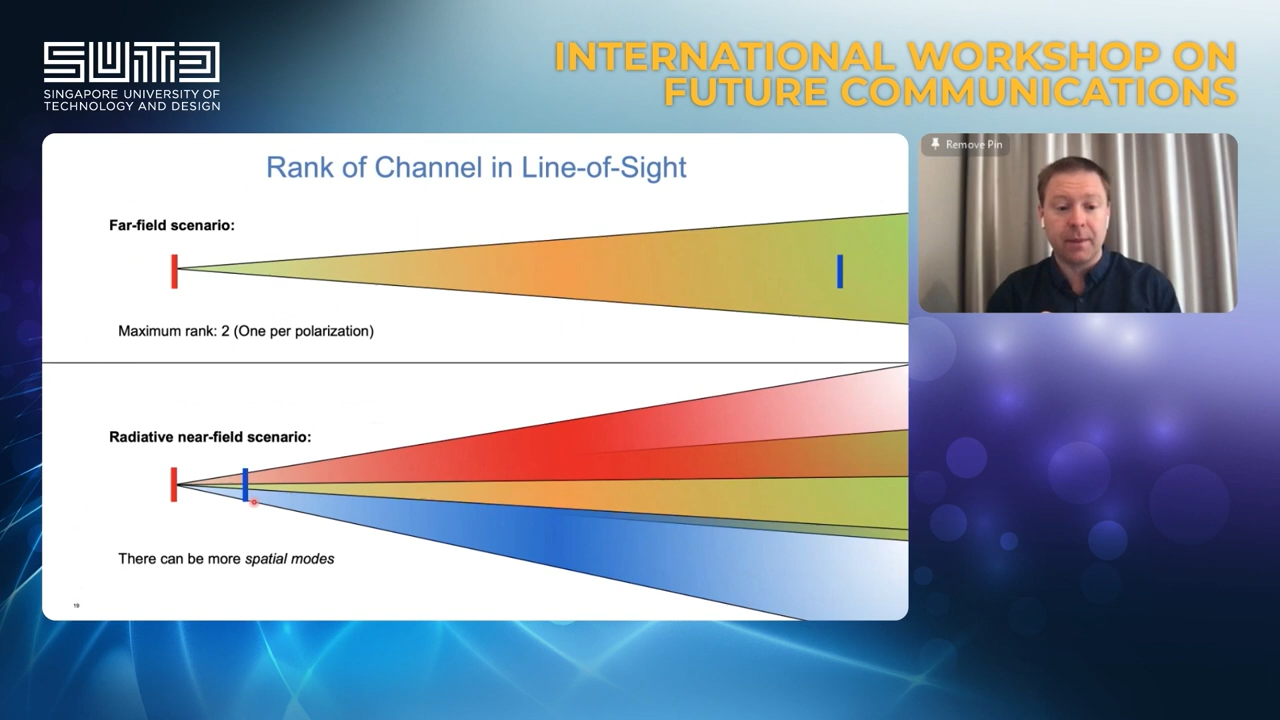 SUTD
SINGAPORE UNIVERSITY OF
TECHNOLOGY AND DESIGN
INTERNATIONAL WORKSHOP ON
FUTURE COMMUNICATIONS
Remove Pin
Rank of Channel in Line-of-Sight
Far-field scenario:
Maximum rank: 2 (One per polarization)
Radiative near-field scenario:
There can be more spatial modes
19